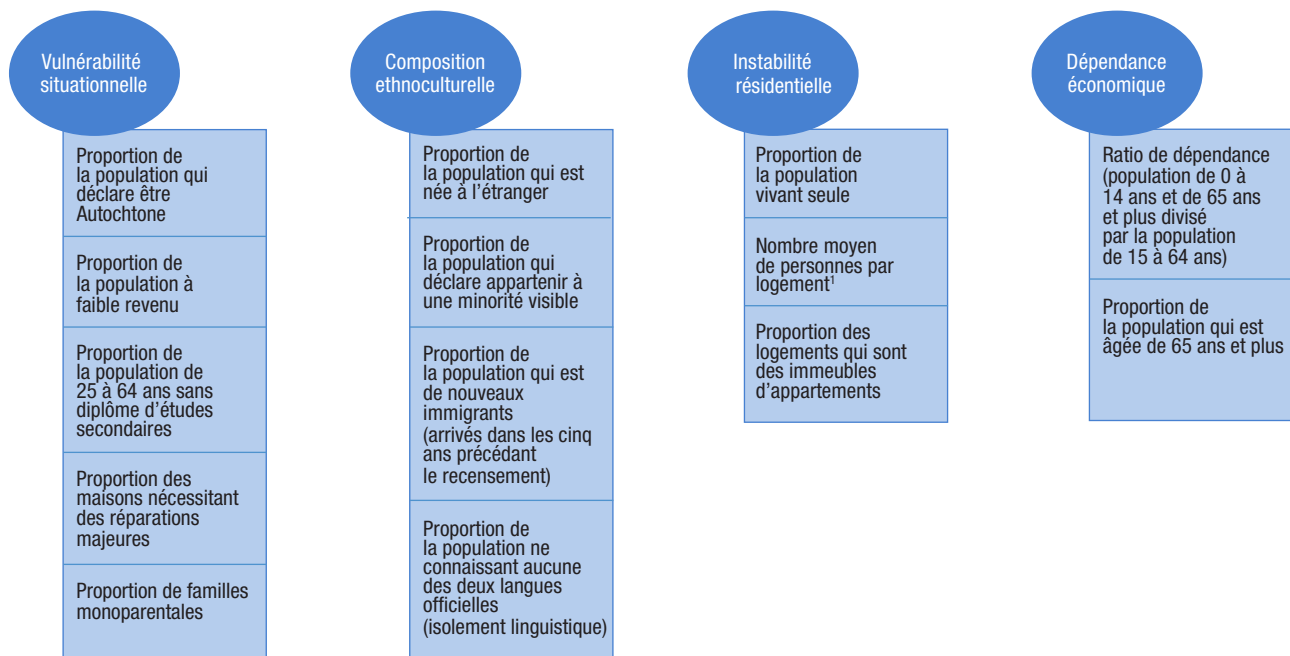 Vulnérabilité
situationnelle
Proportion de
la population qui
déclare être
Autochtone
Proportion de
la population à
faible revenu
Proportion de
la population de
25 à 64 ans sans
diplôme d'études
secondaires
Proportion des
maisons nécessitant
des réparations
majeures
Proportion de familles
monoparentales
Composition
ethnoculturelle
Proportion de
la population qui est
née à l'étranger
Proportion de
la population qui
déclare appartenir à
une minorité visible
Proportion de
la population qui est
de nouveaux
immigrants
(arrivés dans les cinq
ans précédant
le recensement)
Proportion de
la population ne
connaissant aucune
des deux langues
officielles
(isolement linguistique)
Instabilité
résidentielle
Proportion de
la population
vivant seule
Nombre moyen
de personnes par
logement¹
Proportion des
logements qui sont
des immeubles
d'appartements
Dépendance
économique
Ratio de dépendance
(population de 0 à
14 ans et de 65 ans
et plus divisé
par la population
de 15 à 64 ans)
Proportion de
la population qui est
âgée de 65 ans et plus